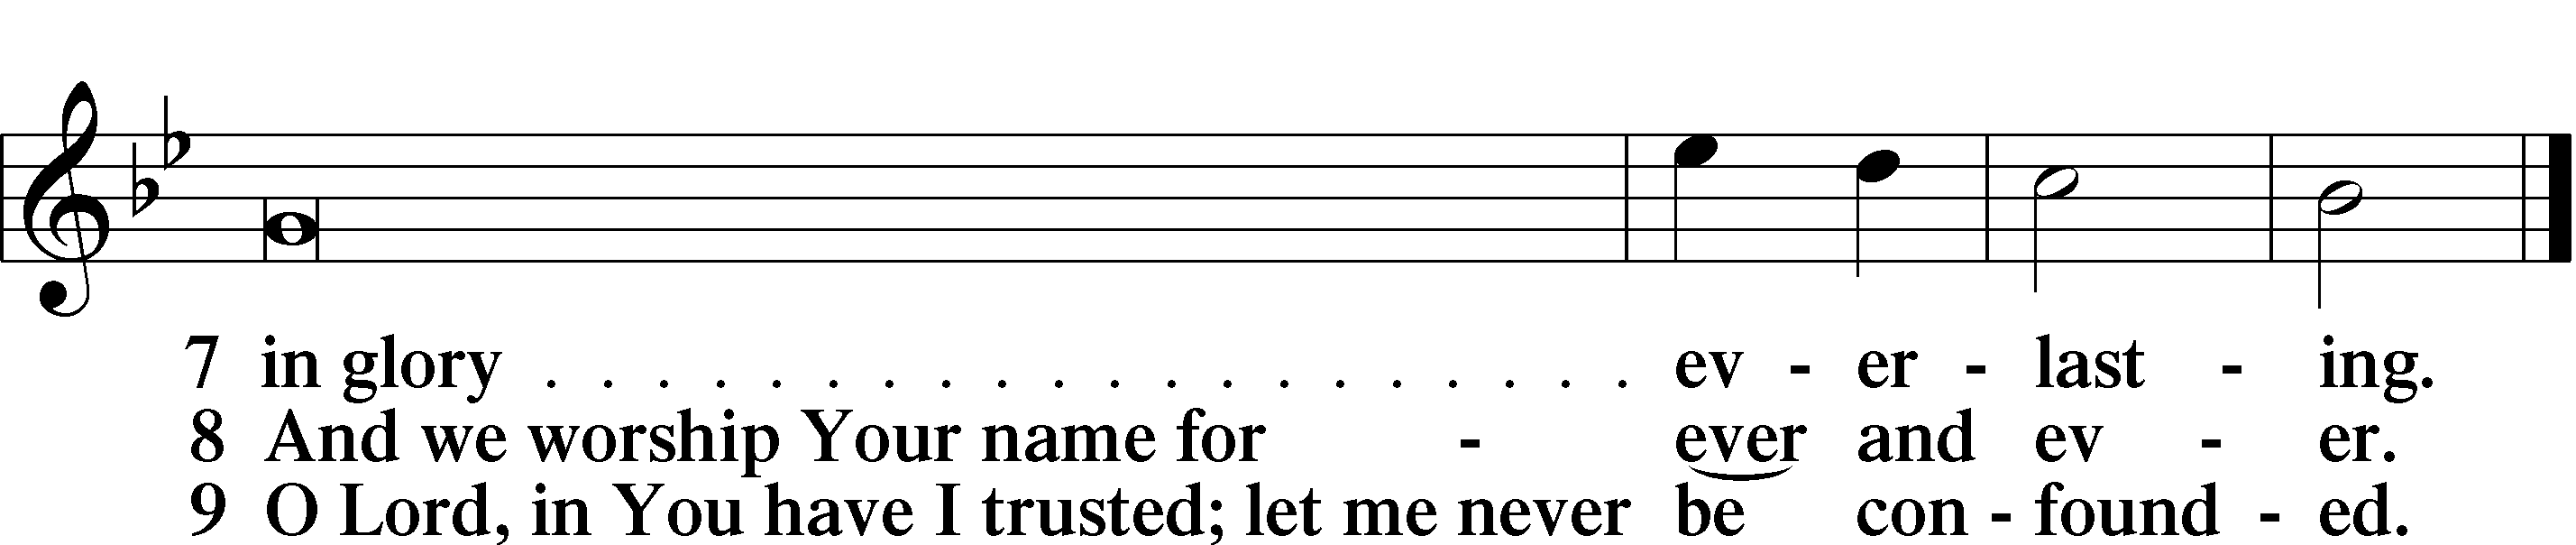 7 in glory . . . . . . . . . . . . . . . . . . . . ev - er - last - ing.
8 And we worship Your name for - ever and ev - er.
9 O Lord, in You have I trusted; let me never be con - found - ed.